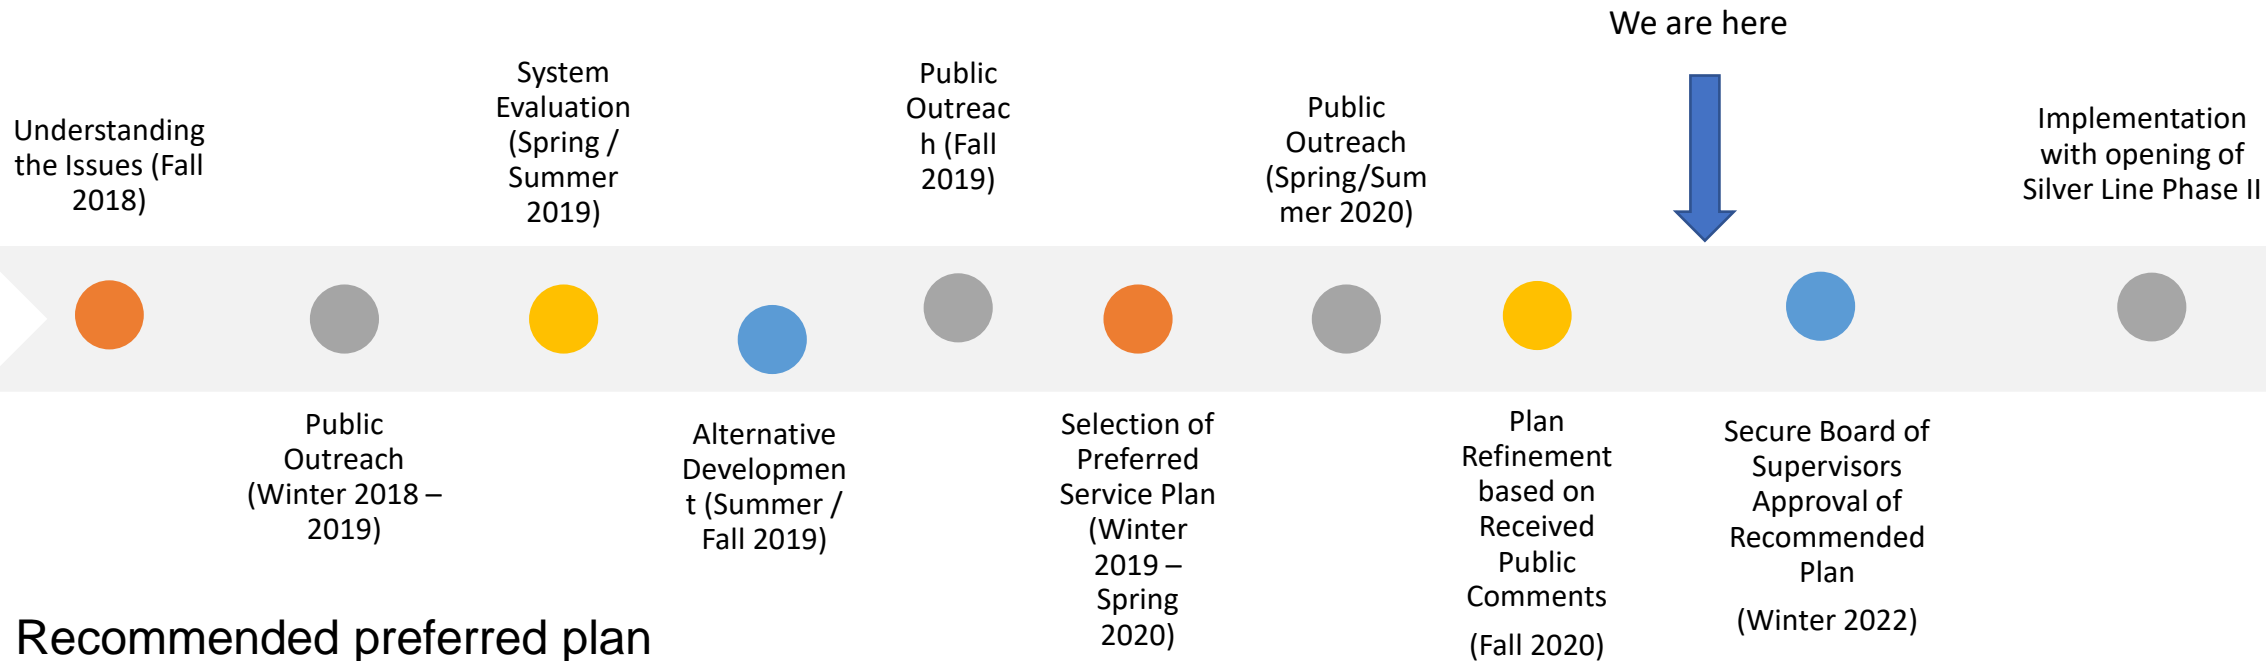 We are here
Understanding
the Issues (Fall
2018)
Public
Outreach
(Winter 2018 –
2019)
System
Evaluation
(Spring /
Summer
2019)
Alternative
Developmen
t (Summer /
Fall 2019)
Public
Outreac
h (Fall
2019)
Selection of
Preferred
Service Plan
(Winter
2019 –
Spring
2020)
Public
Outreach
(Spring/Sum
mer 2020)
Plan
Refinement
based on
Received
Public
Comments
(Fall 2020)
Secure Board of
Supervisors
Approval of
Recommended
Plan
(Winter 2022)
Implementation
with opening of
Silver Line Phase II
Recommended preferred plan